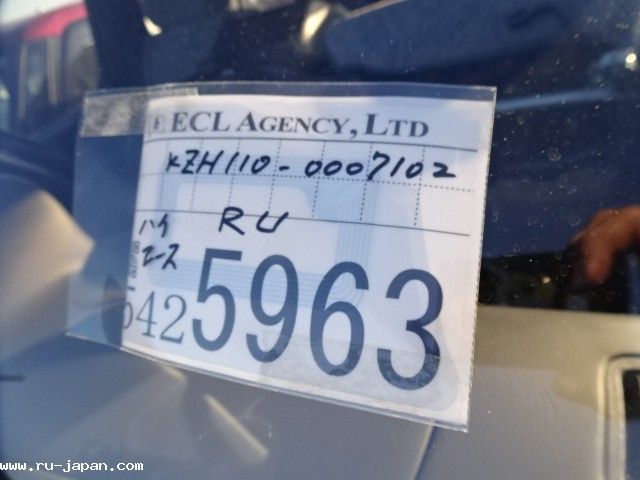 ECL AGENCY, LTD
KZH110-0007102
RU
ハイ
エース
5425963
www.ru-japan.com